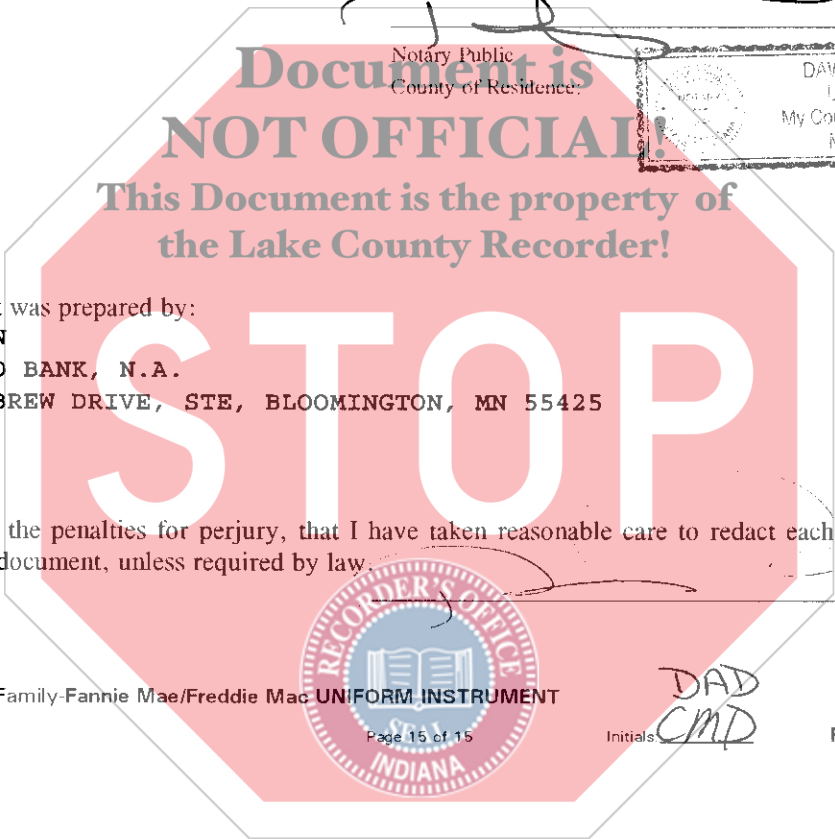 Notary Public
County of Residence:
My
Document is
NOT OFFICIAL!
This Document is the property of
the Lake County Recorder!
was prepared by:
N
BANK, N.A.
BREW DRIVE, STE, BLOOMINGTON, MN 55425
STOP
the penalties for perjury, that I have taken reasonable care to redact each
document, unless required by law.
RECORDER'S OFFICE
SEAL
INDIANA
Family-Fannie Mae/Freddie Mac UNIFORM INSTRUMENT
DAD
Page 15 of 15
Initials: CMD